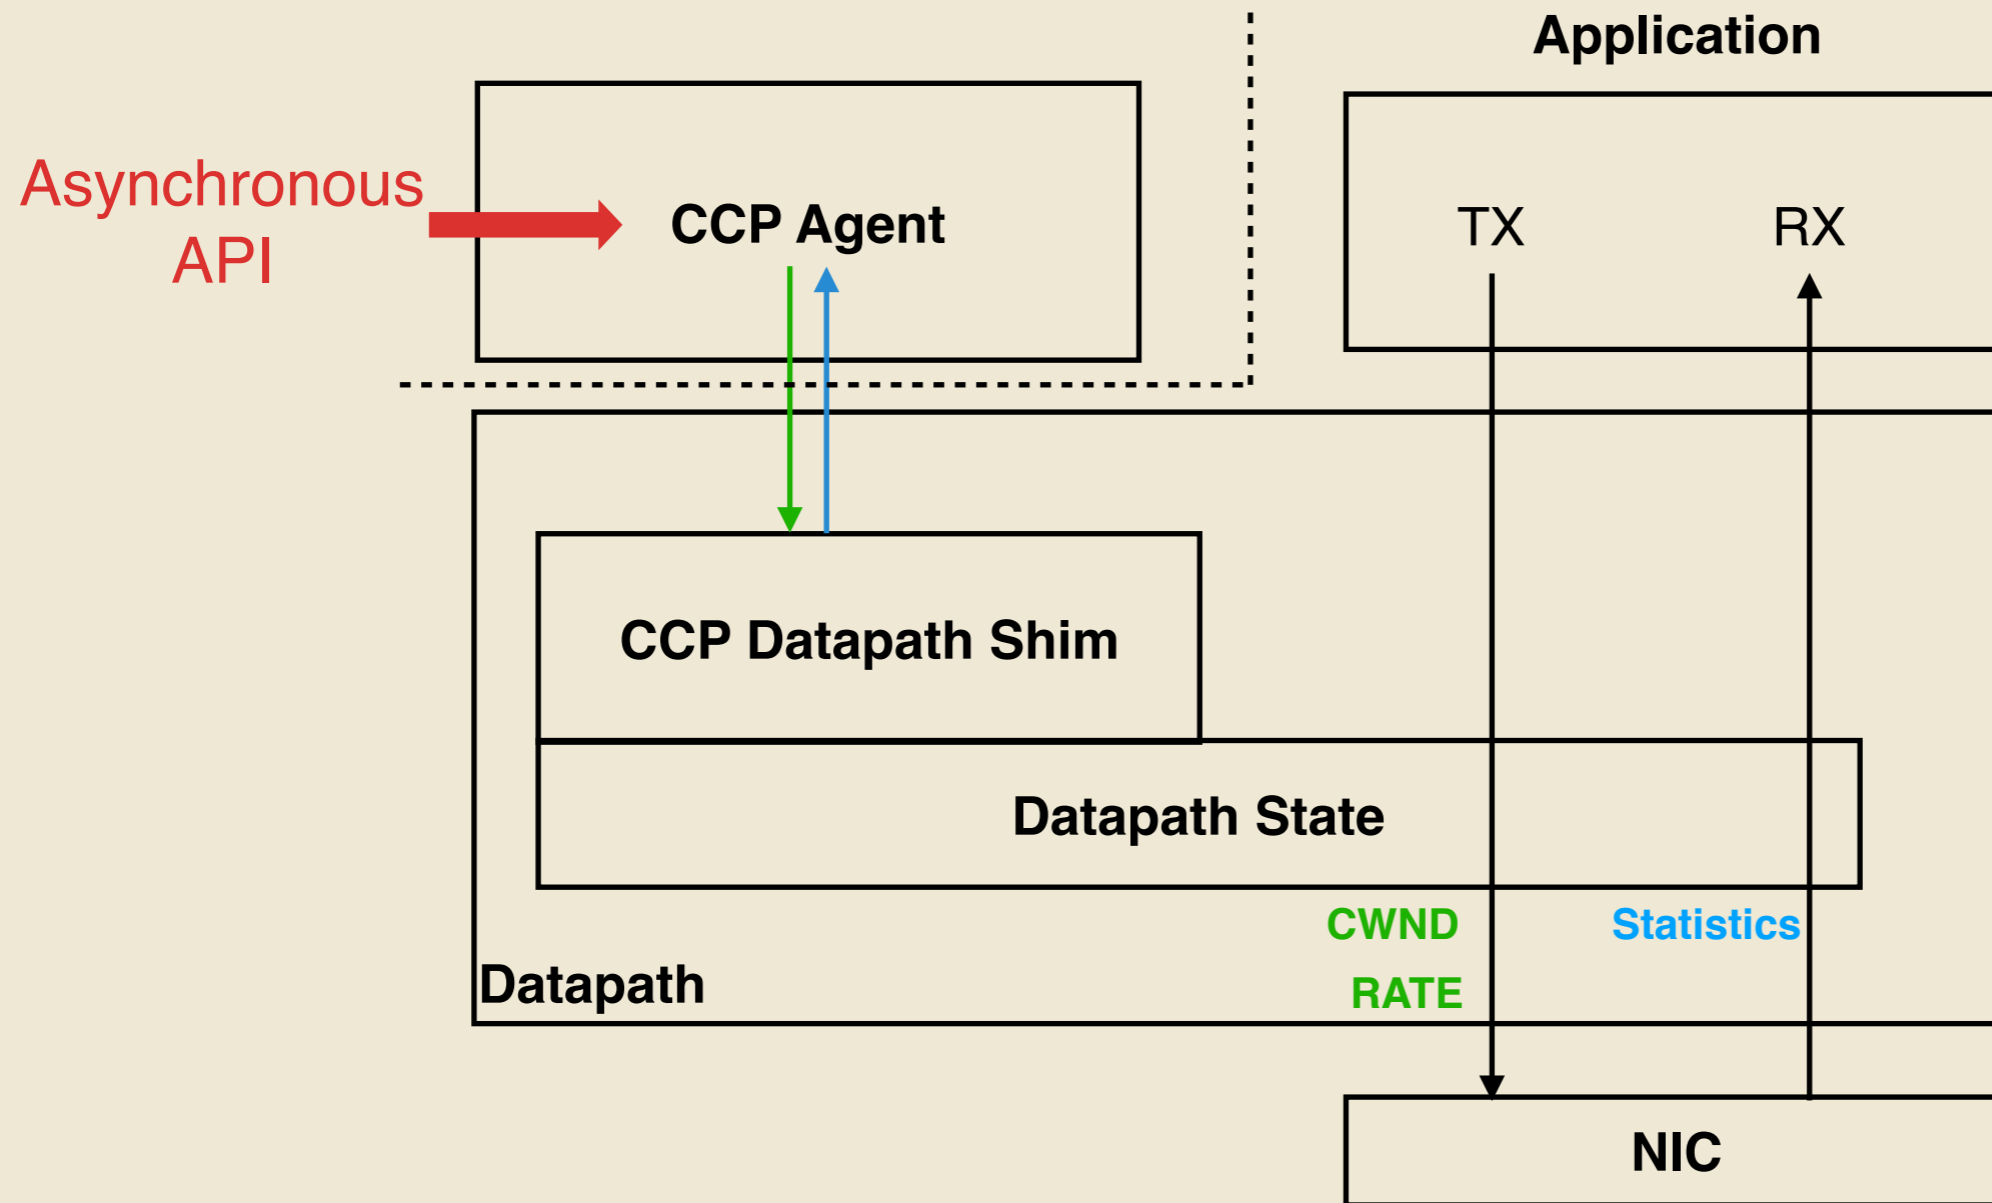 Application
Asynchronous
API
CCP Agent
TX
RX
CCP Datapath Shim
Datapath State
CWND
Statistics
RATE
Datapath
NIC